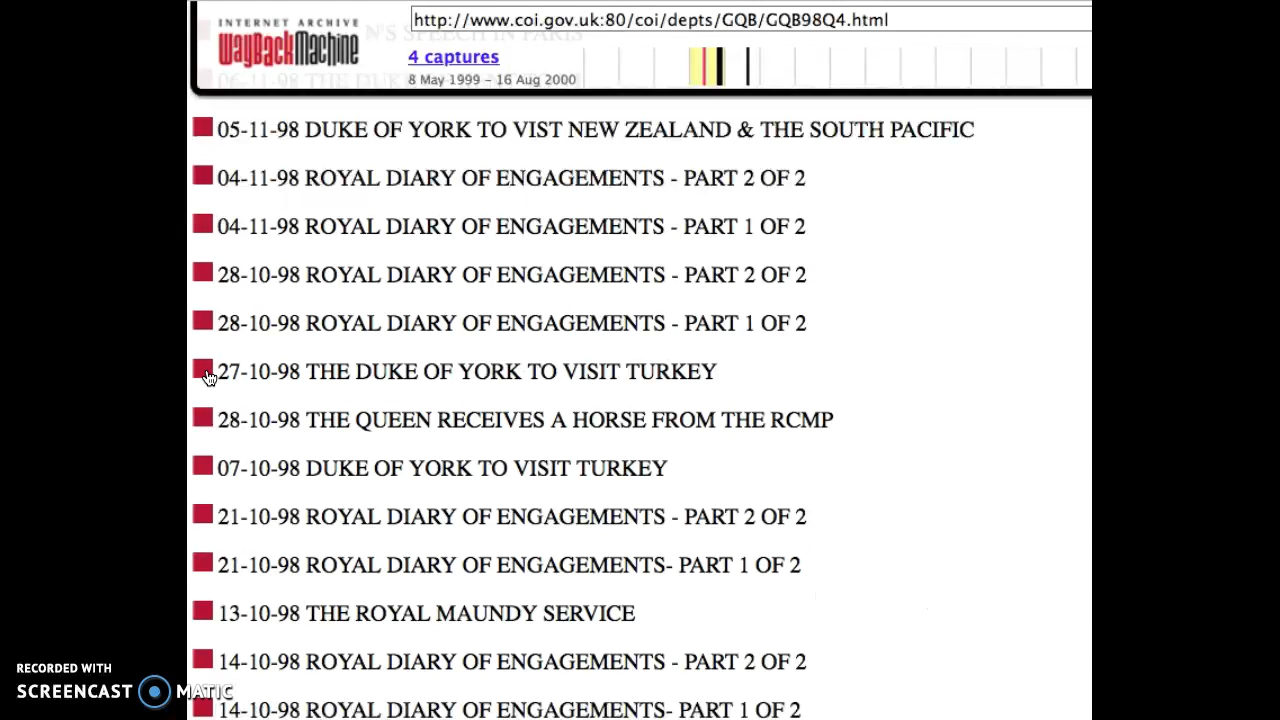 INTERNET ARCHIVE
WayBackMachine
http://www.coi.gov.uk:80/coi/depts/GQB/GQB98Q4.html
N'S SPEECH IN PARIS
4 captures
8 May 1999 – 16 Aug 2000
06-11-98 THE DUKE
05-11-98 DUKE OF YORK TO VIST NEW ZEALAND & THE SOUTH PACIFIC
04-11-98 ROYAL DIARY OF ENGAGEMENTS - PART 2 OF 2
04-11-98 ROYAL DIARY OF ENGAGEMENTS - PART 1 OF 2
28-10-98 ROYAL DIARY OF ENGAGEMENTS - PART 2 OF 2
28-10-98 ROYAL DIARY OF ENGAGEMENTS - PART 1 OF 2
27-10-98 THE DUKE OF YORK TO VISIT TURKEY
28-10-98 THE QUEEN RECEIVES A HORSE FROM THE RCMP
07-10-98 DUKE OF YORK TO VISIT TURKEY
21-10-98 ROYAL DIARY OF ENGAGEMENTS - PART 2 OF 2
21-10-98 ROYAL DIARY OF ENGAGEMENTS- PART 1 OF 2
13-10-98 THE ROYAL MAUNDY SERVICE
14-10-98 ROYAL DIARY OF ENGAGEMENTS - PART 2 OF 2
14-10-98 ROYAL DIARY OF ENGAGEMENTS- PART 1 OF 2
RECORDED WITH
SCREENCAST MATIC